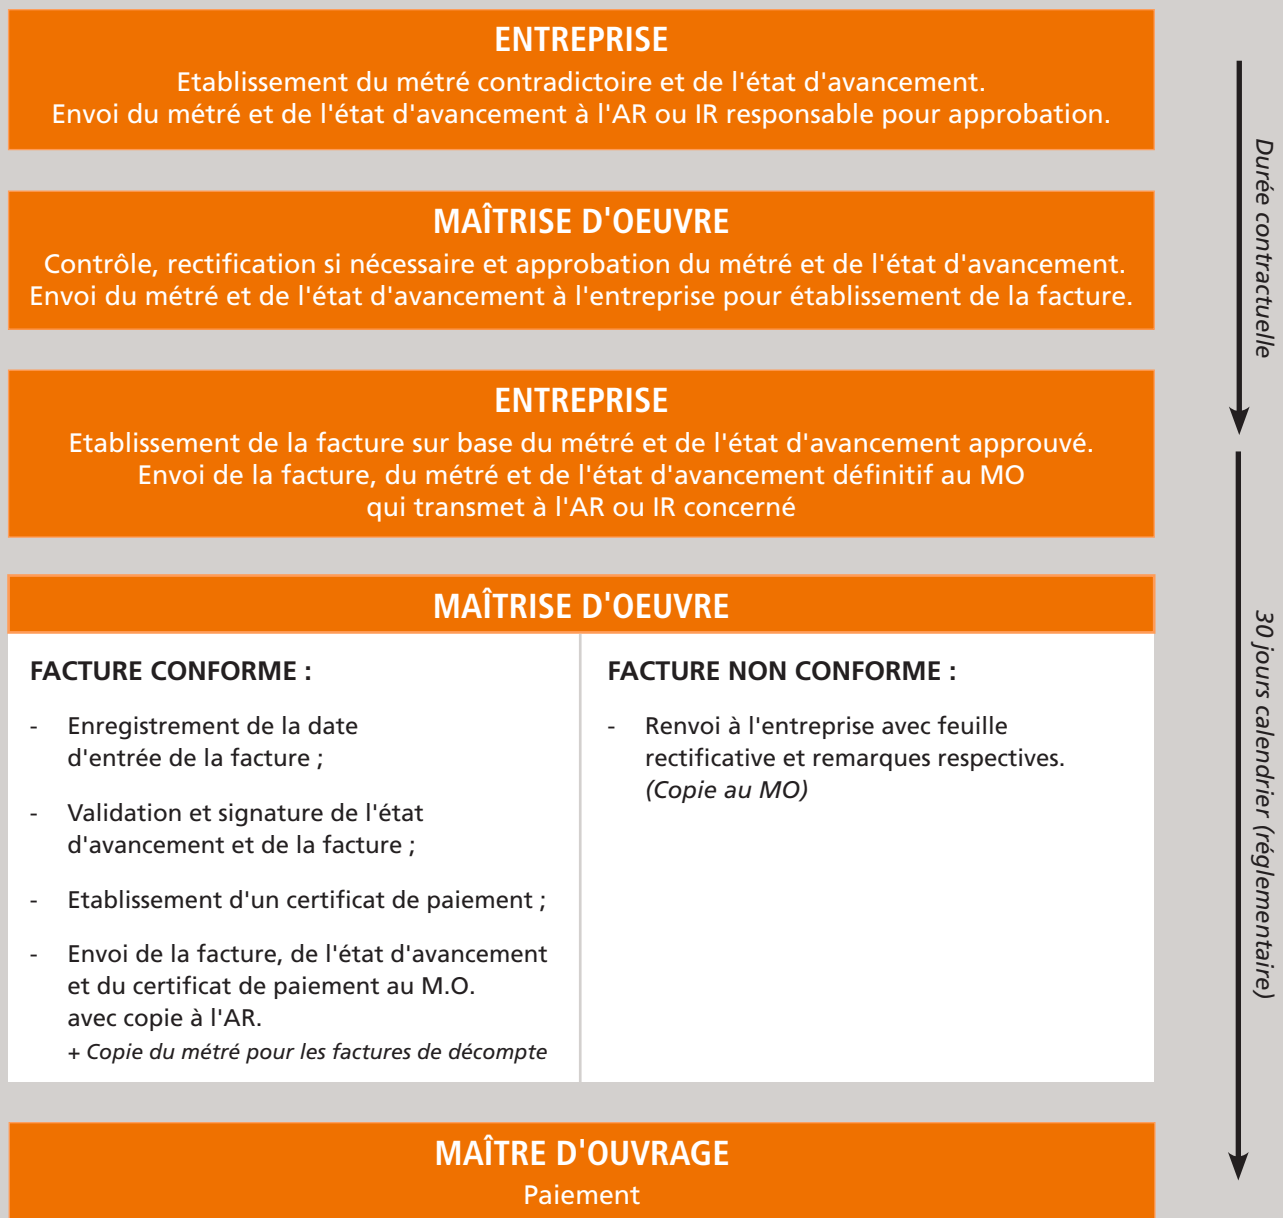 ENTREPRISE
Etablissement du métré contradictoire et de l'état d'avancement.
Envoi du métré et de l'état d'avancement à l'AR ou IR responsable pour approbation.
MAÎTRISE D'OEUVRE
Contrôle, rectification si nécessaire et approbation du métré et de l'état d'avancement.
Envoi du métré et de l'état d'avancement à l'entreprise pour établissement de la facture.
ENTREPRISE
Etablissement de la facture sur base du métré et de l'état d'avancement approuvé.
Envoi de la facture, du métré et de l'état d'avancement définitif au MO
qui transmet à l'AR ou IR concerné
Durée contractuelle
MAÎTRISE D'OEUVRE
FACTURE CONFORME :
- Enregistrement de la date
d'entrée de la facture ;
- Validation et signature de l'état
d'avancement et de la facture ;
- Etablissement d'un certificat de paiement ;
- Envoi de la facture, de l'état d'avancement
et du certificat de paiement au M.O.
avec copie à l'AR.
+ Copie du métré pour les factures de décompte
FACTURE NON CONFORME :
- Renvoi à l'entreprise avec feuille
rectificative et remarques respectives.
(Copie au MO)
30 jours calendrier (réglementaire)
MAÎTRE D'OUVRAGE
Paiement